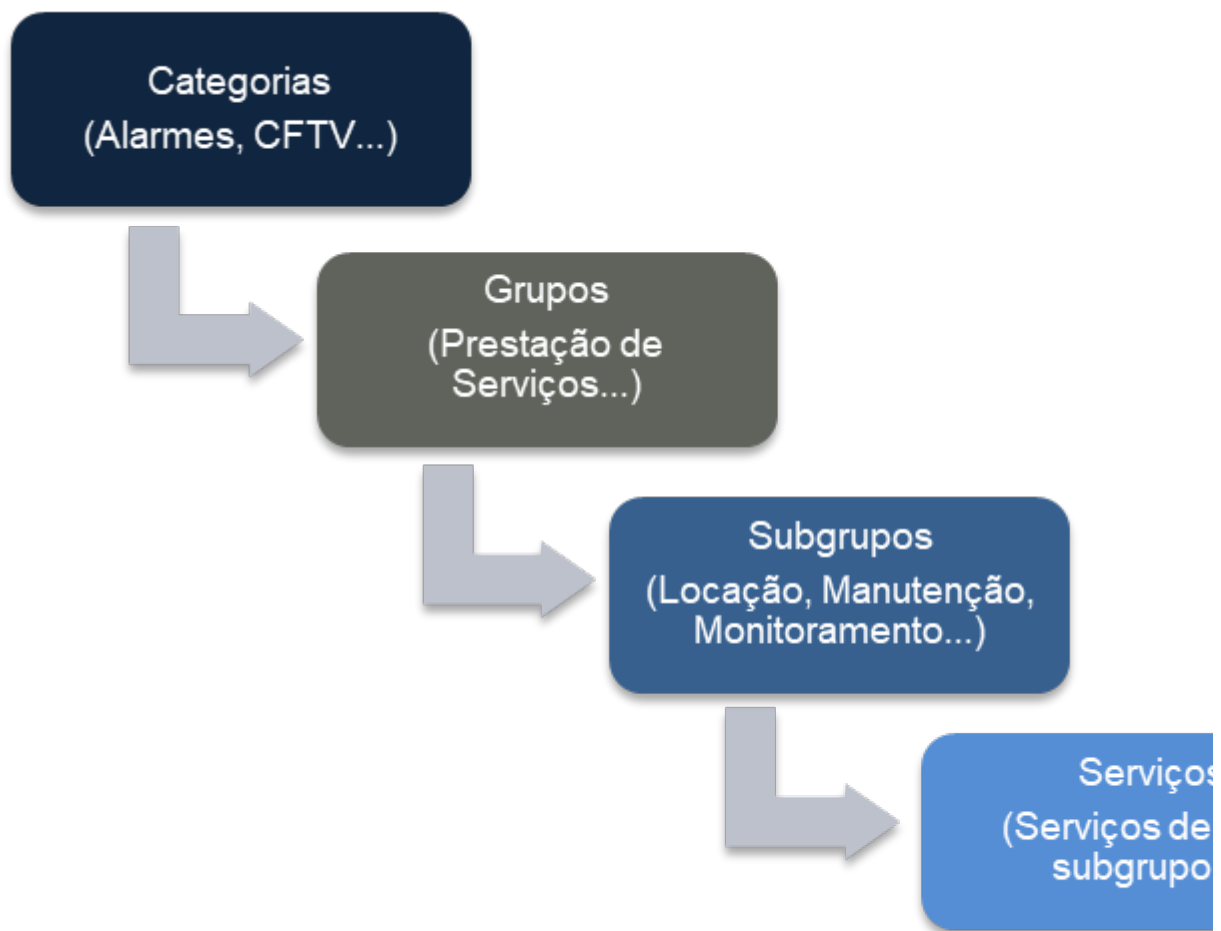 Categorias
(Alarmes, CFTV...)
Grupos
(Prestação de
Serviços...)
Subgrupos
(Locação, Manutenção,
Monitoramento...)
Serviços
(Serviços de
subgrupo